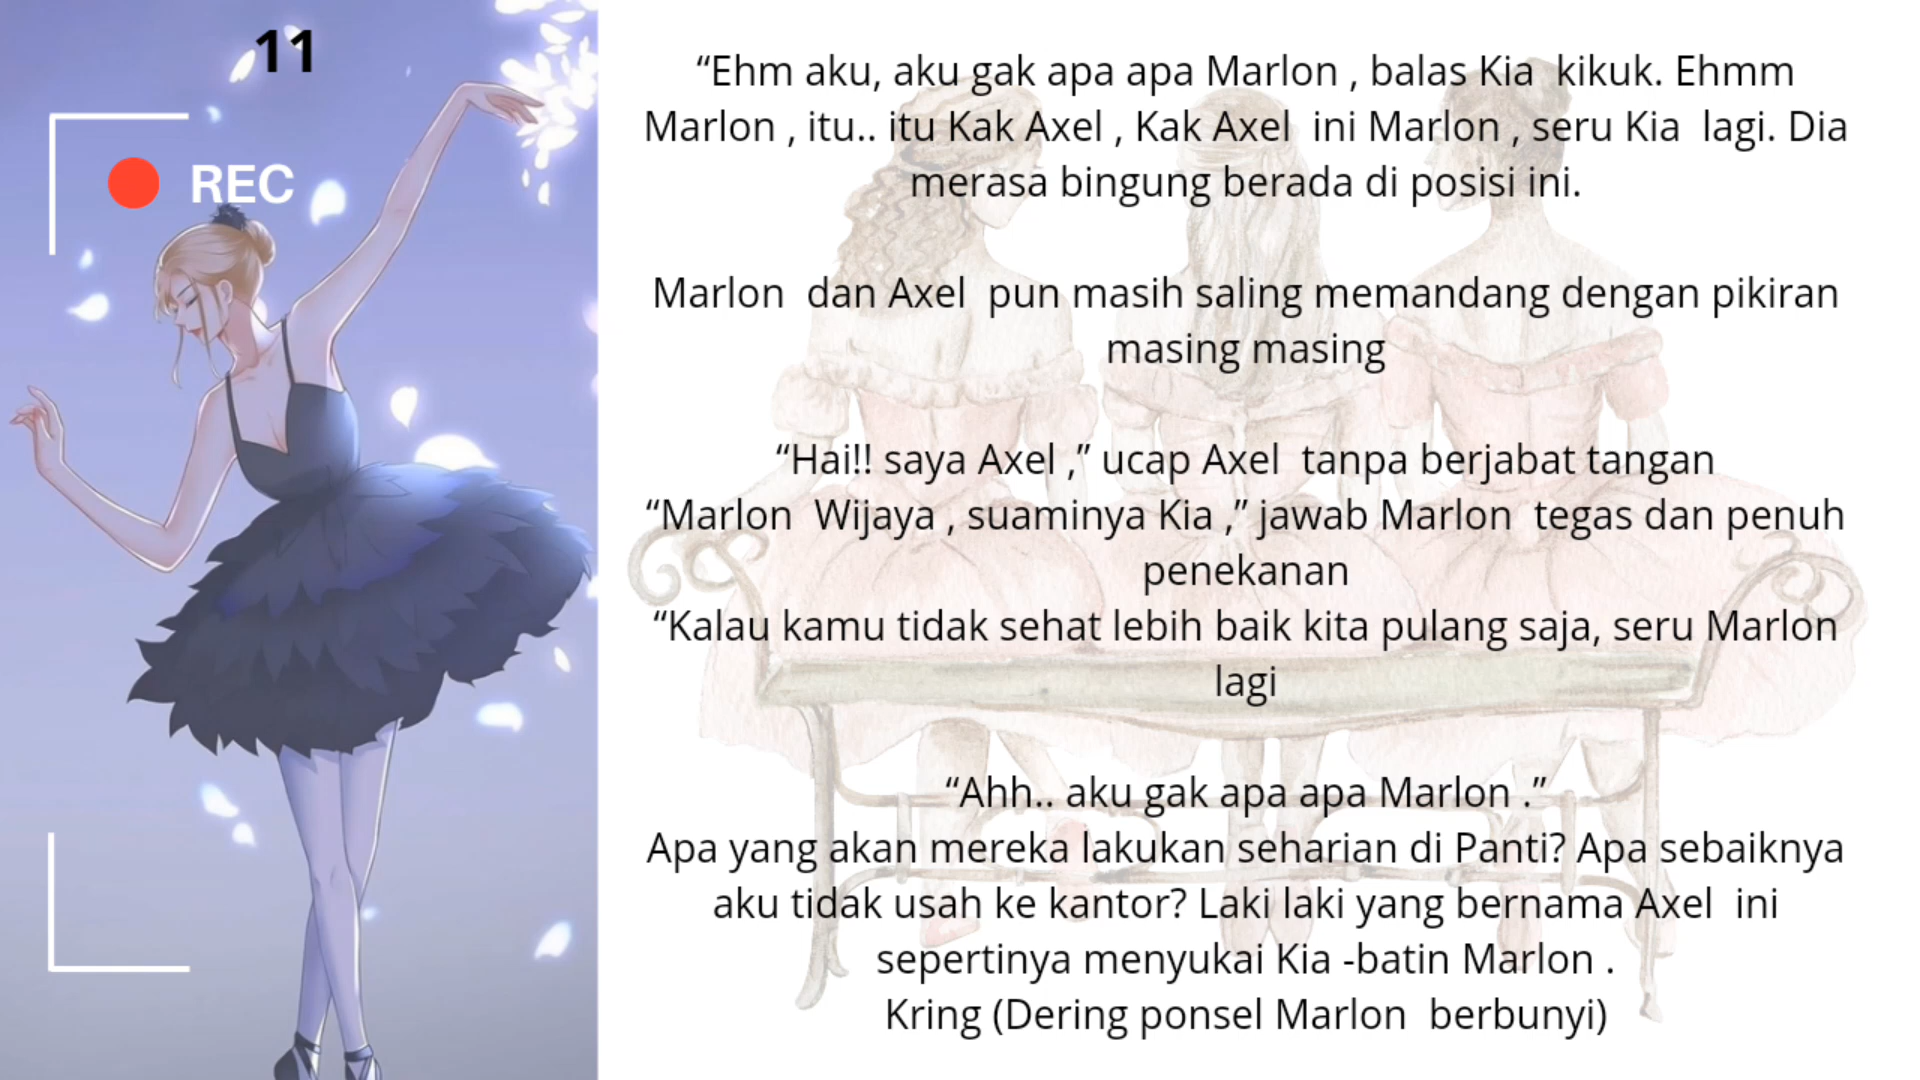 11
REC
“Ehm aku, aku gak apa apa Marlon , balas Kia  kikuk. Ehmm
Marlon , itu.. itu Kak Axel , Kak Axel  ini Marlon , seru Kia  lagi. Dia
merasa bingung berada di posisi ini.
Marlon  dan Axel  pun masih saling memandang dengan pikiran
masing masing
“Hai!! saya Axel ,” ucap Axel  tanpa berjabat tangan
“Marlon  Wijaya , suaminya Kia ,” jawab Marlon  tegas dan penuh
penekanan
“Kalau kamu tidak sehat lebih baik kita pulang saja, seru Marlon
lagi
“Ahh.. aku gak apa apa Marlon .”
Apa yang akan mereka lakukan seharian di Panti? Apa sebaiknya
aku tidak usah ke kantor? Laki laki yang bernama Axel  ini
sepertinya menyukai Kia -batin Marlon .
Kring (Dering ponsel Marlon  berbunyi)